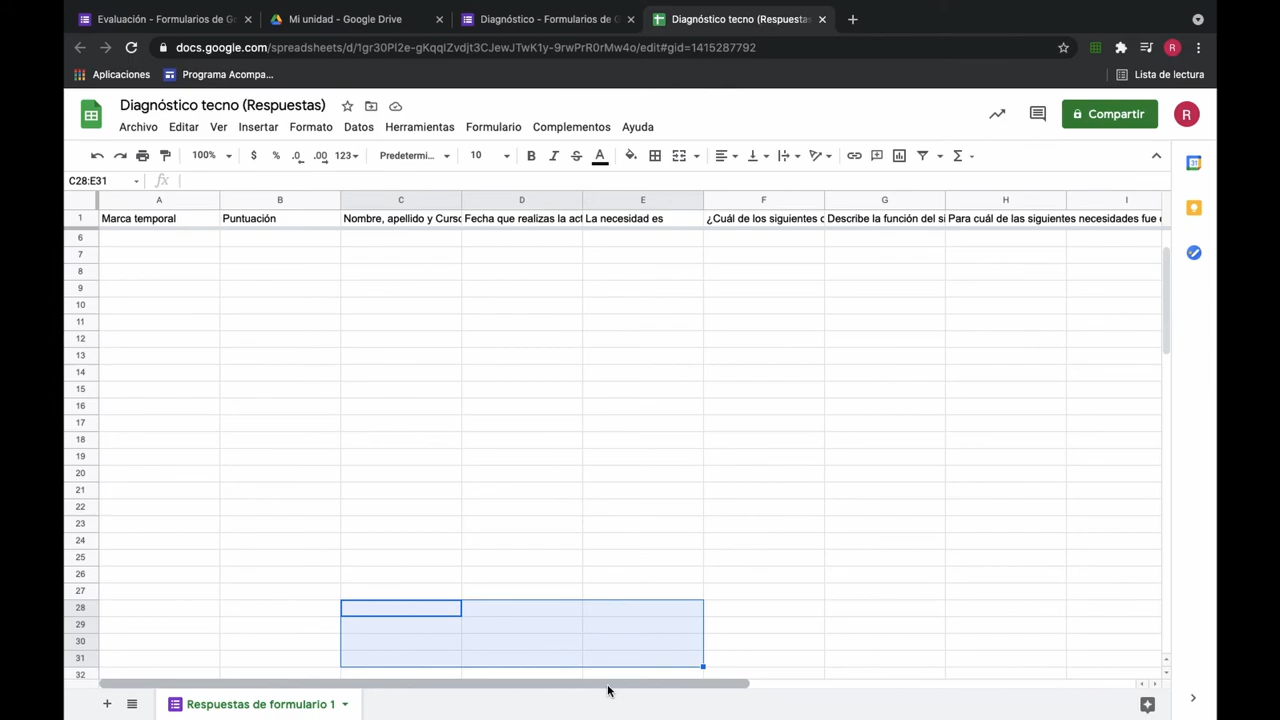 Evaluación - Formularios de G
Mi unidad - Google Drive
Diagnóstico - Formularios de G
Diagnóstico tecno (Respuestas
docs.google.com/spreadsheets/d/1gr30PI2e-gKqqIZvdjt3CJewJTwK1y-9rwPrR0rMw4o/edit#gid=1415287792
R
Aplicaciones
Programa Acompa...
Lista de lectura
Diagnóstico tecno (Respuestas)
Archivo Editar Ver Insertar Formato Datos Herramientas Formulario Complementos Ayuda
Compartir
R
100% $ % .0 .00 123 Predetermi... 10 B I S A Σ
31
C28:E31 fx
A B C D E F G H I
1 Marca temporal Puntuación Nombre, apellido y Curso Fecha que realizas la act La necesidad es ¿Cuál de los siguientes c Describe la función del si Para cuál de las siguientes necesidades fue
6
7
8
9
10
11
12
13
14
15
16
17
18
19
20
21
22
23
24
25
26
27
28
29
30
31
32
Respuestas de formulario 1